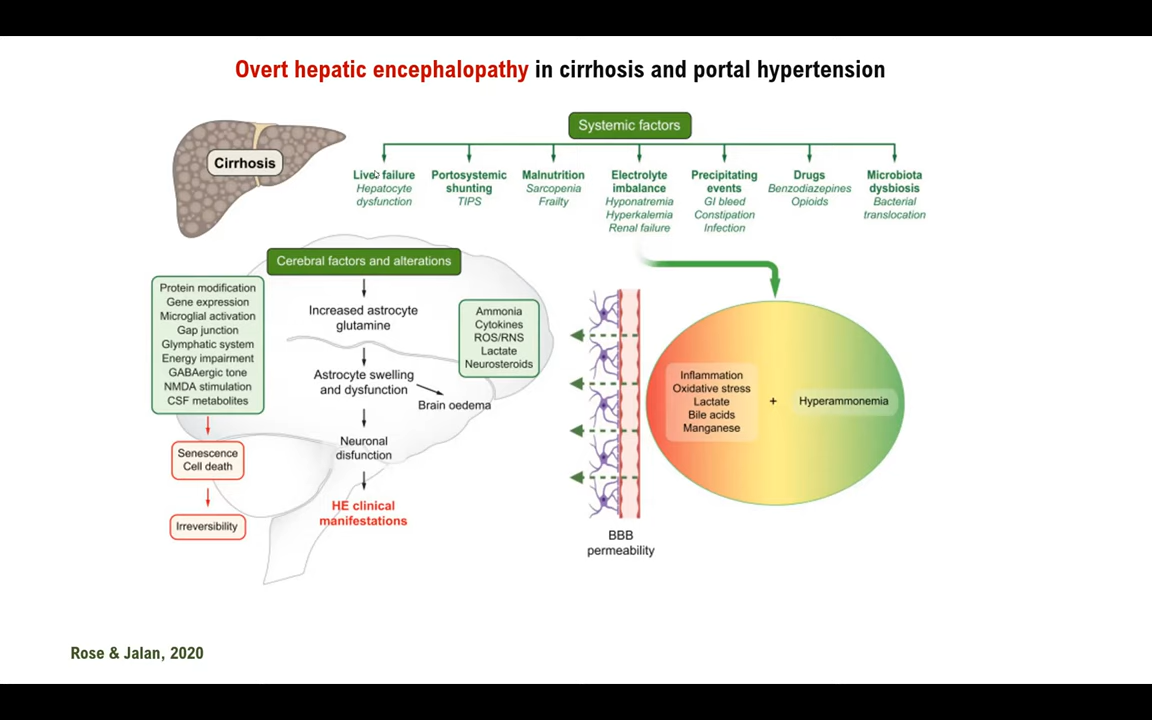 Overt hepatic encephalopathy in cirrhosis and portal hypertension
Systemic factors
Cirrhosis
Liver failure
Hepatocyte
dysfunction
Portosystemic
shunting
TIPS
Malnutrition
Sarcopenia
Frailty
Electrolyte
imbalance
Hyponatremia
Hyperkalemia
Renal failure
Precipitating
events
GI bleed
Constipation
Infection
Drugs
Benzodiazepines
Opioids
Microbiota
dysbiosis
Bacterial
translocation
Cerebral factors and alterations
Protein modification
Gene expression
Microglial activation
Gap junction
Glymphatic system
Energy impairment
GABAergic tone
NMDA stimulation
CSF metabolites
Senescence
Cell death
Irreversibility
Increased astrocyte
glutamine
Astrocyte swelling
and dysfunction
Brain oedema
Neuronal
disfunction
HE clinical
manifestations
Ammonia
Cytokines
ROS/RNS
Lactate
Neurosteroids
BBB
permeability
Inflammation
Oxidative stress
Lactate
Bile acids
Manganese
+
Hyperammonemia
Rose & Jalan, 2020